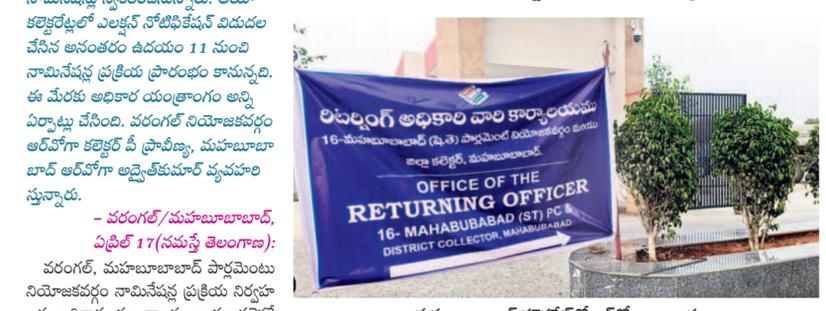 కలెక్టరేట్లలో ఎలక్షన్ నోటిఫికేషన్ విడుదల
చేసిన అనంతరం ఉదయం 11 నుంచి
నామినేషన్ల ప్రక్రియ ప్రారంభం కానున్నది.
ఈ మేరకు అధికార యంత్రాంగం అన్ని
ఏర్పాట్లు చేసింది. వరంగల్ నియోజకవర్గం
ఆర్‌వోగా కలెక్టర్ పీ ప్రావీణ్య, మహబూబా
బాద్ ఆర్‌వోగా అద్వైత్‌కుమార్ వ్యవహరి
స్తున్నారు.
– వరంగల్/మహబూబాబాద్,
ఏప్రిల్ 17(నమస్తే తెలంగాణ):
వరంగల్, మహబూబాబాద్ పార్లమెంటు
నియోజకవర్గం నామినేషన్ల ప్రక్రియ నిర్వహ
రిటర్నింగ్ అధికారి వారి కార్యాలయము
16-మహబూబాబాద్ (షె.తె) పార్లమెంట్ నియోజకవర్గం మరియు
జిల్లా కలెక్టర్, మహబూబాబాద్.
OFFICE OF THE
RETURNING OFFICER
16- MAHABUBABAD (ST) PC &
DISTRICT COLLECTOR, MAHABUBABAD